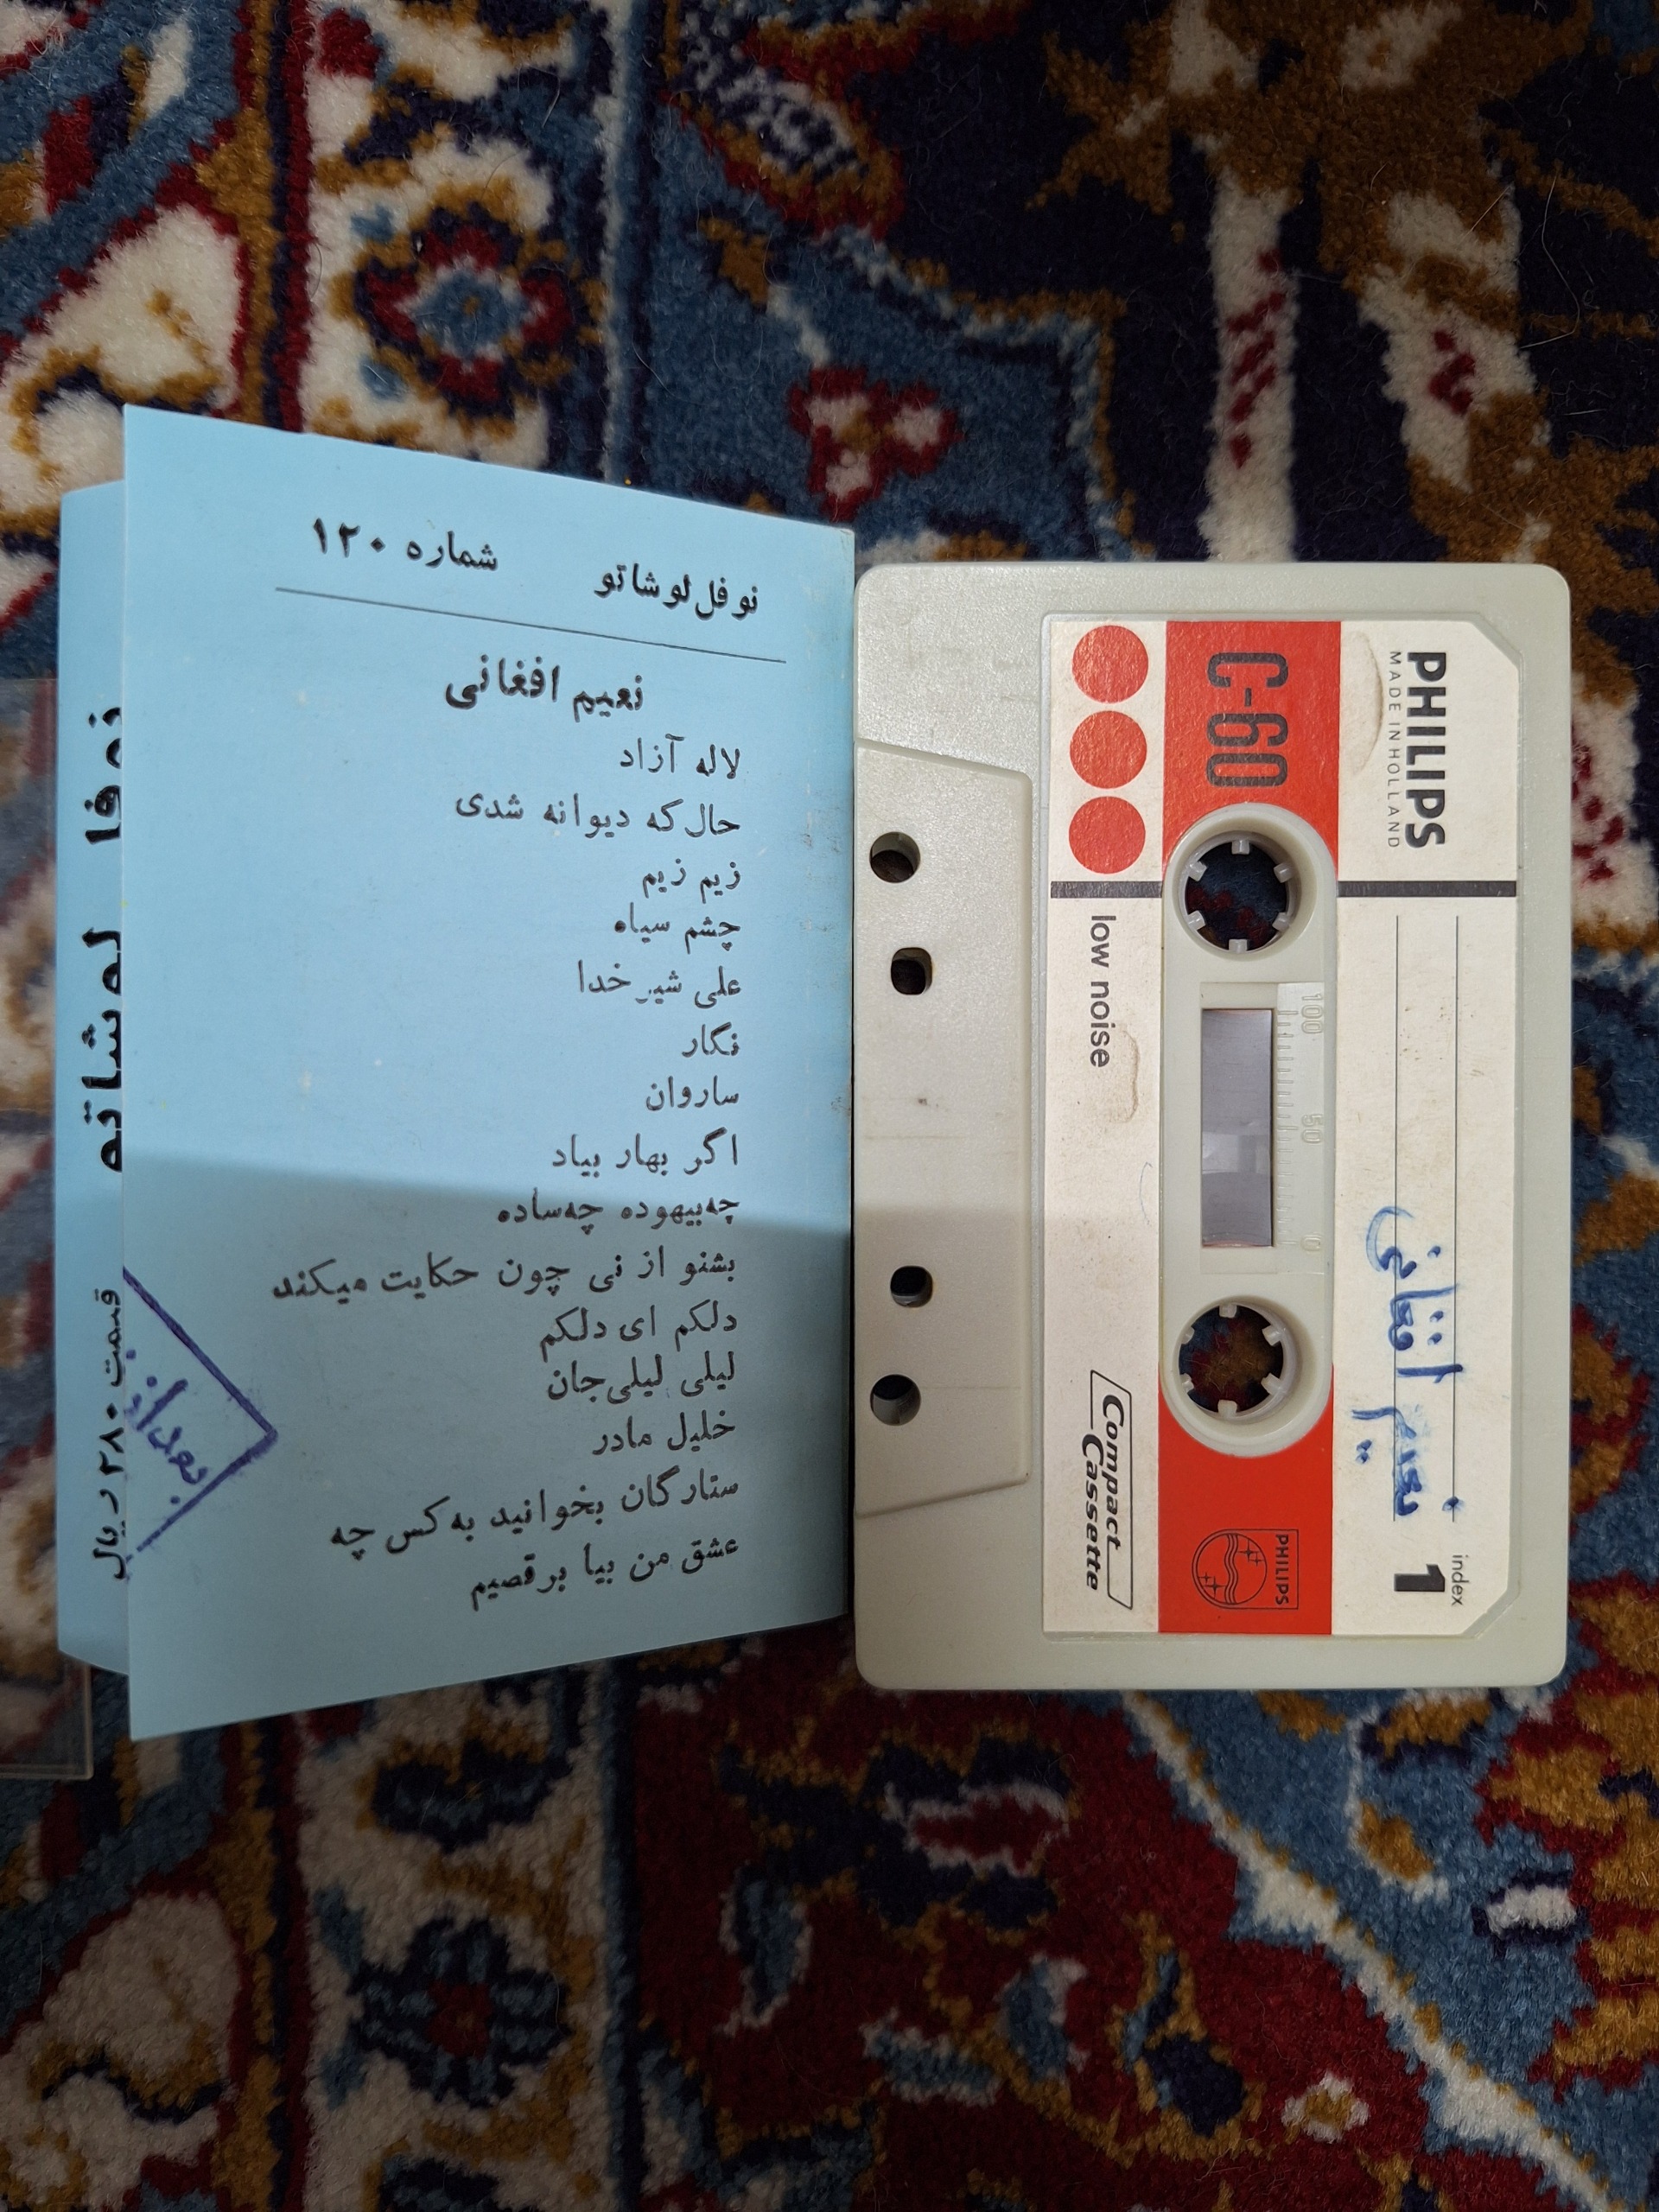 نوفل لوشاتو شماره ۱۲۰
نعیم افغانی
لاله آزاد
حال که دیوانه شدی
زیم زیم
چشم سیاه
علی شیر خدا
نگار
ساروان
اگر بهار بیاد
چه‌بیهوده چه‌ساده
بشنو از نی چون حکایت میکند
دلکم ای دلکم
لیلی لیلی‌جان
خلیل مادر
ستارگان بخوانید به کس چه
عشق من بیا برقصیم
نوفل لوشاتو
قیمت ۲۸۰ ریال
PHILIPS
MADE IN HOLLAND
نعیم افغانی
index
1
C-60
100 50 0
PHILIPS
low noise
Compact
Cassette